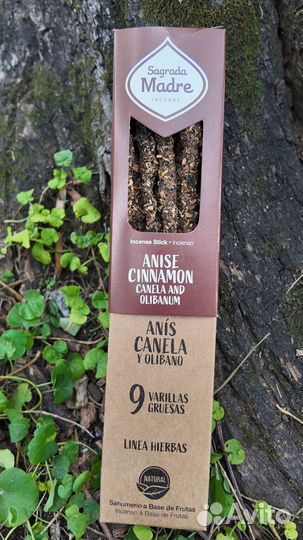 Sagrada
Madre
INCENSE
Incense Stick • Incienso
ANISE
CINNAMON
CANELA AND
OLIBANUM
ANÍS
CANELA
Y OLIBANO
9 VARILLAS
GRUESAS
LINEA HIERBAS
NATURAL
Sahumerio a Base de Frutas
Incenso à Base de Frutas
Avito